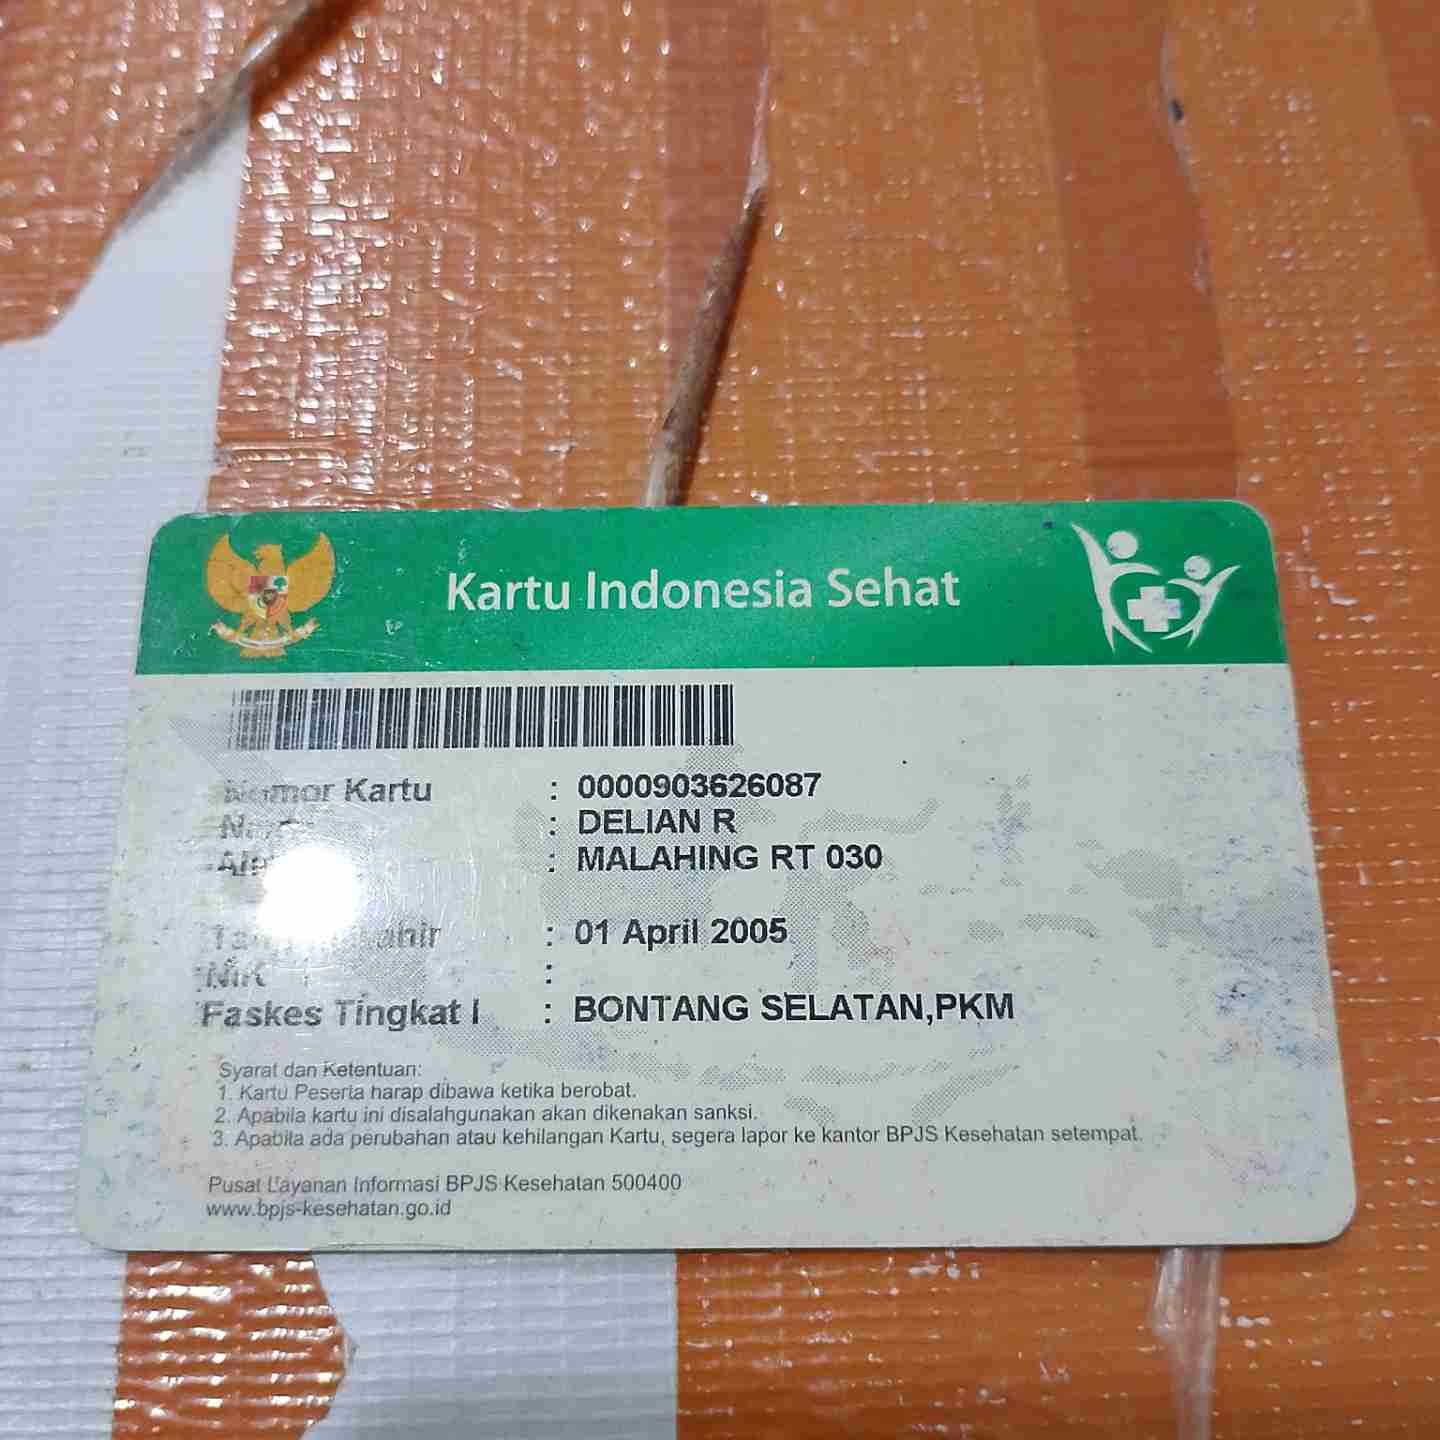 Kartu Indonesia Sehat
Nomor Kartu : 0000903626087
: DELIAN R
: MALAHING RT 030
: 01 April 2005
NIK :
Faskes Tingkat I : BONTANG SELATAN,PKM
Syarat dan Ketentuan:
1. Kartu Peserta harap dibawa ketika berobat.
2. Apabila kartu ini disalahgunakan akan dikenakan sanksi.
3. Apabila ada perubahan atau kehilangan Kartu, segera lapor ke kantor BPJS Kesehatan setempat.
Pusat Layanan Informasi BPJS Kesehatan 500400
www.bpjs-kesehatan.go.id